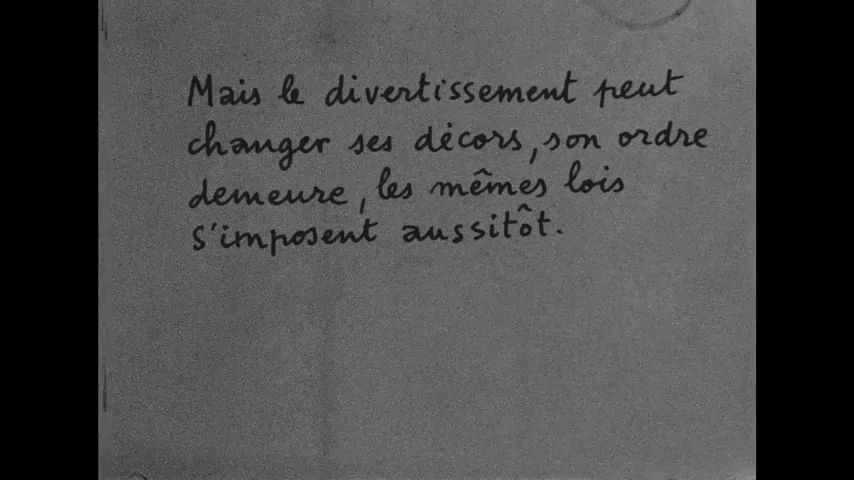 Mais le divertissement peut
changer ses décors, son ordre
demeure, les mêmes lois
s'imposent aussitôt.